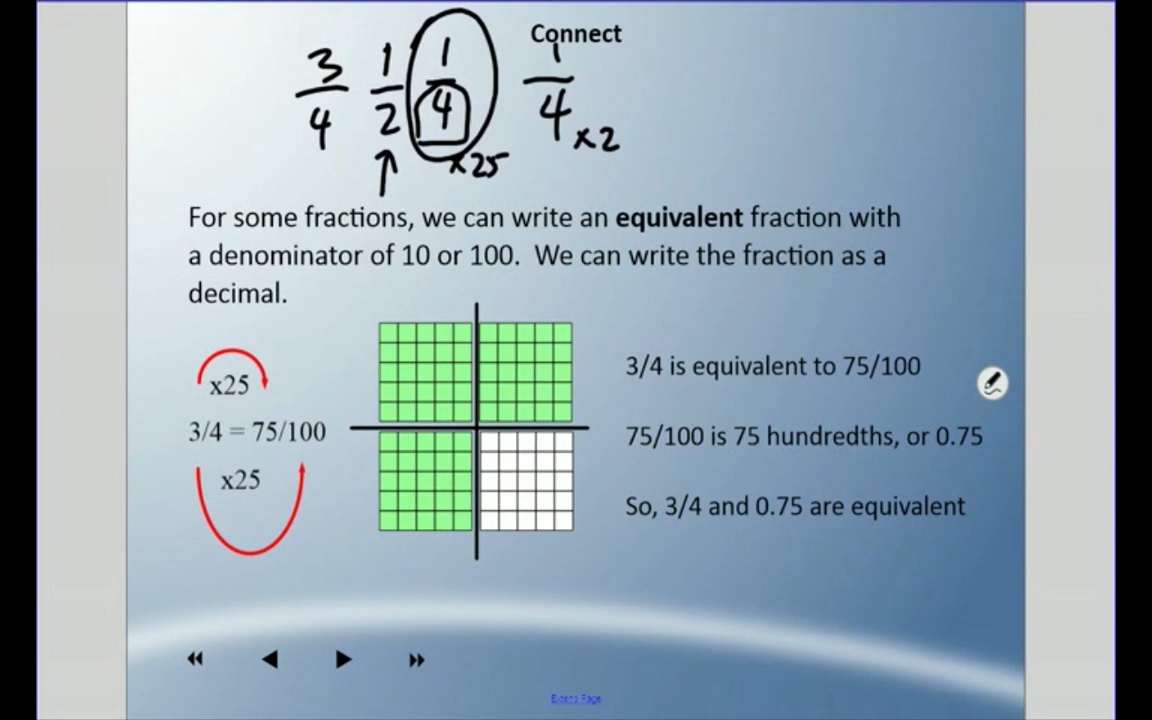 Connect
3/4 1/2 1/4 1/4
x25 x2
For some fractions, we can write an equivalent fraction with
a denominator of 10 or 100. We can write the fraction as a
decimal.
x25
3/4 = 75/100
x25
3/4 is equivalent to 75/100
75/100 is 75 hundredths, or 0.75
So, 3/4 and 0.75 are equivalent
Extend Page